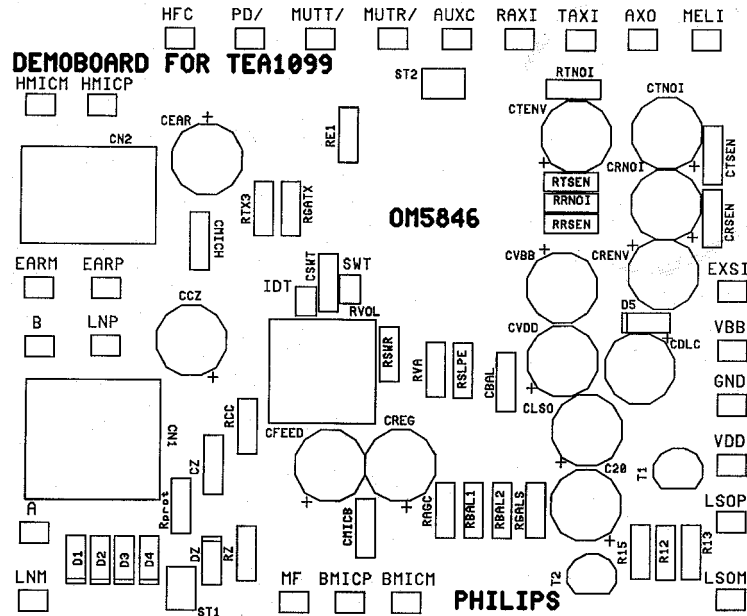 HFC PD/ MUTT/ MUTR/ AUXC RAXI TAXI AXO MELI
DEMOBOARD FOR TEA1099
ST2
RTNOI
HMICM HMICP
CTENV
CTNOI
CEAR
CN2
RE1
CTSEN
CRNOI
RTSEN
RTX3
RGATX
RRNOI
CMICH
OM5846
RRSEN
CRSEN
EARM EARP
CSWT
SWT
CVBB
CRENV
EXSI
IDT
CCZ
RVOL
D5
B
LNP
CVDD
VBB
RSWR
RVA
RSLPE
CBAL
CDLC
GND
CN1
RCC
CLSO
CFEED
CREG
VDD
CZ
C20
T1
A
Rprot
CMICB
RAGC
RBAL1
RBAL2
RGALS
LSOP
D1
D2
D3
D4
DZ
RZ
R15
R12
R13
T2
LNM
ST1
MF BMICP BMICM
PHILIPS
LSOM